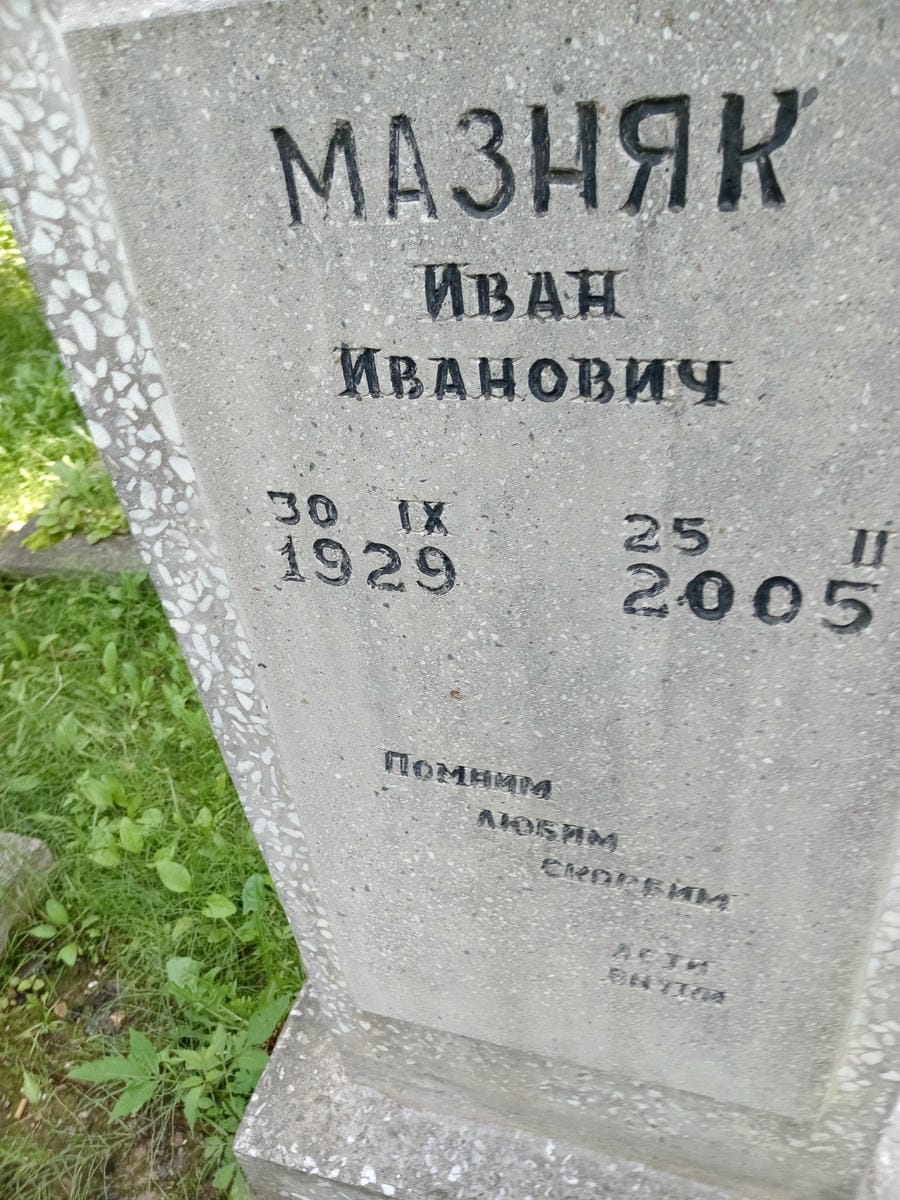 МАЗНЯК
Иван
Иванович
30 IX 25 II
1929 2005
Помним
любим
скорбим
дети
внуки